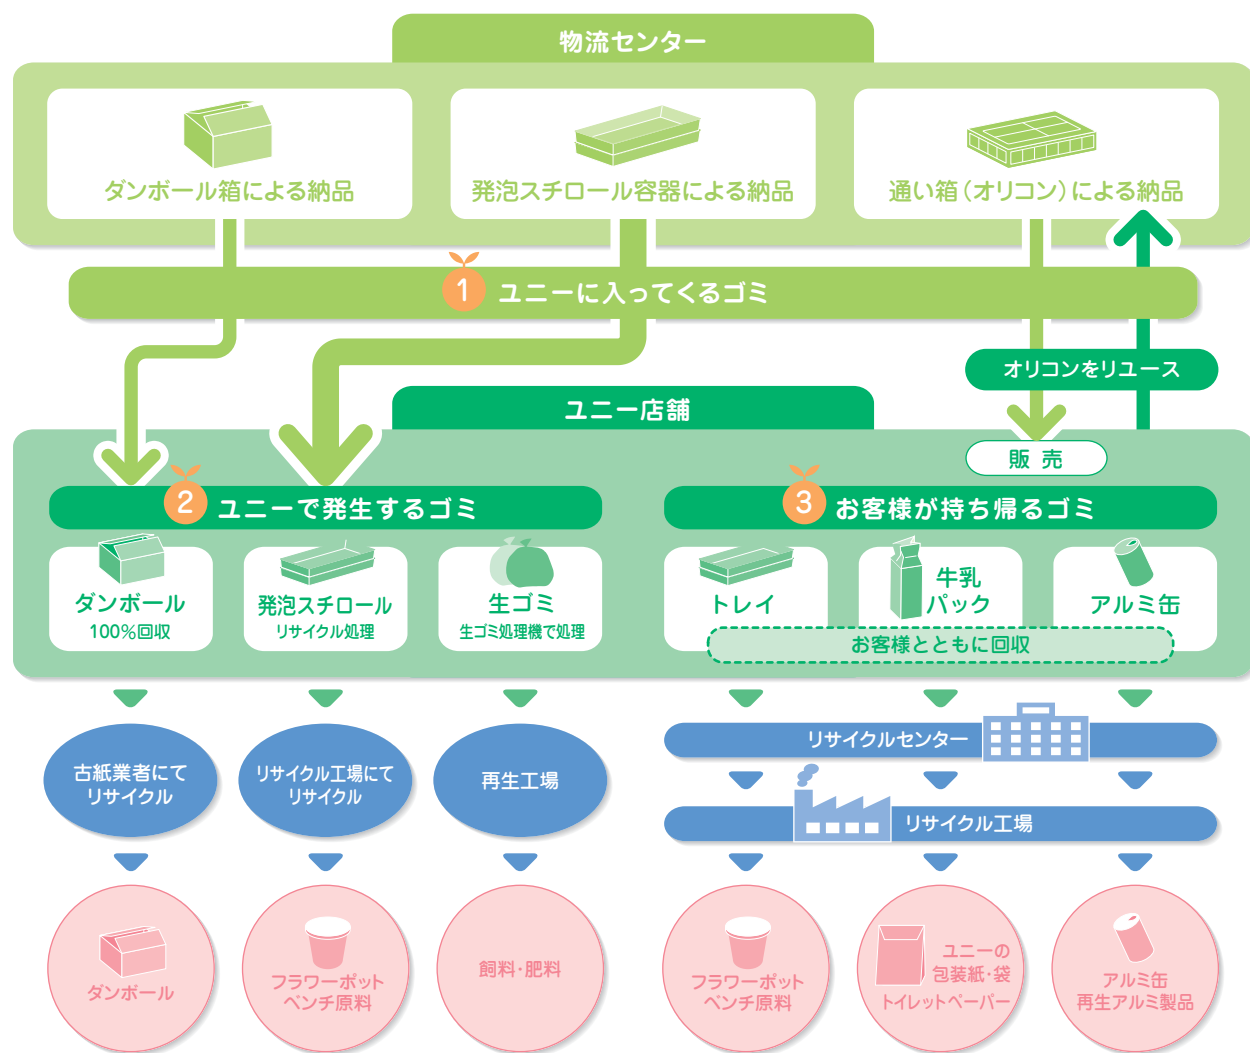 物流センター
ダンボール箱による納品
発泡スチロール容器による納品
通い箱(オリコン)による納品
1 ユニーに入ってくるゴミ
オリコンをリユース
ユニー店舗
販売
2 ユニーで発生するゴミ
3 お客様が持ち帰るゴミ
ダンボール
100%回収
発泡スチロール
リサイクル処理
生ゴミ
生ゴミ処理機で処理
トレイ
牛乳
パック
アルミ缶
お客様とともに回収
古紙業者にて
リサイクル
リサイクル工場にて
リサイクル
再生工場
リサイクルセンター
リサイクル工場
ダンボール
フラワーポット
ベンチ原料
飼料・肥料
フラワーポット
ベンチ原料
ユニーの
包装紙・袋
トイレットペーパー
アルミ缶
再生アルミ製品